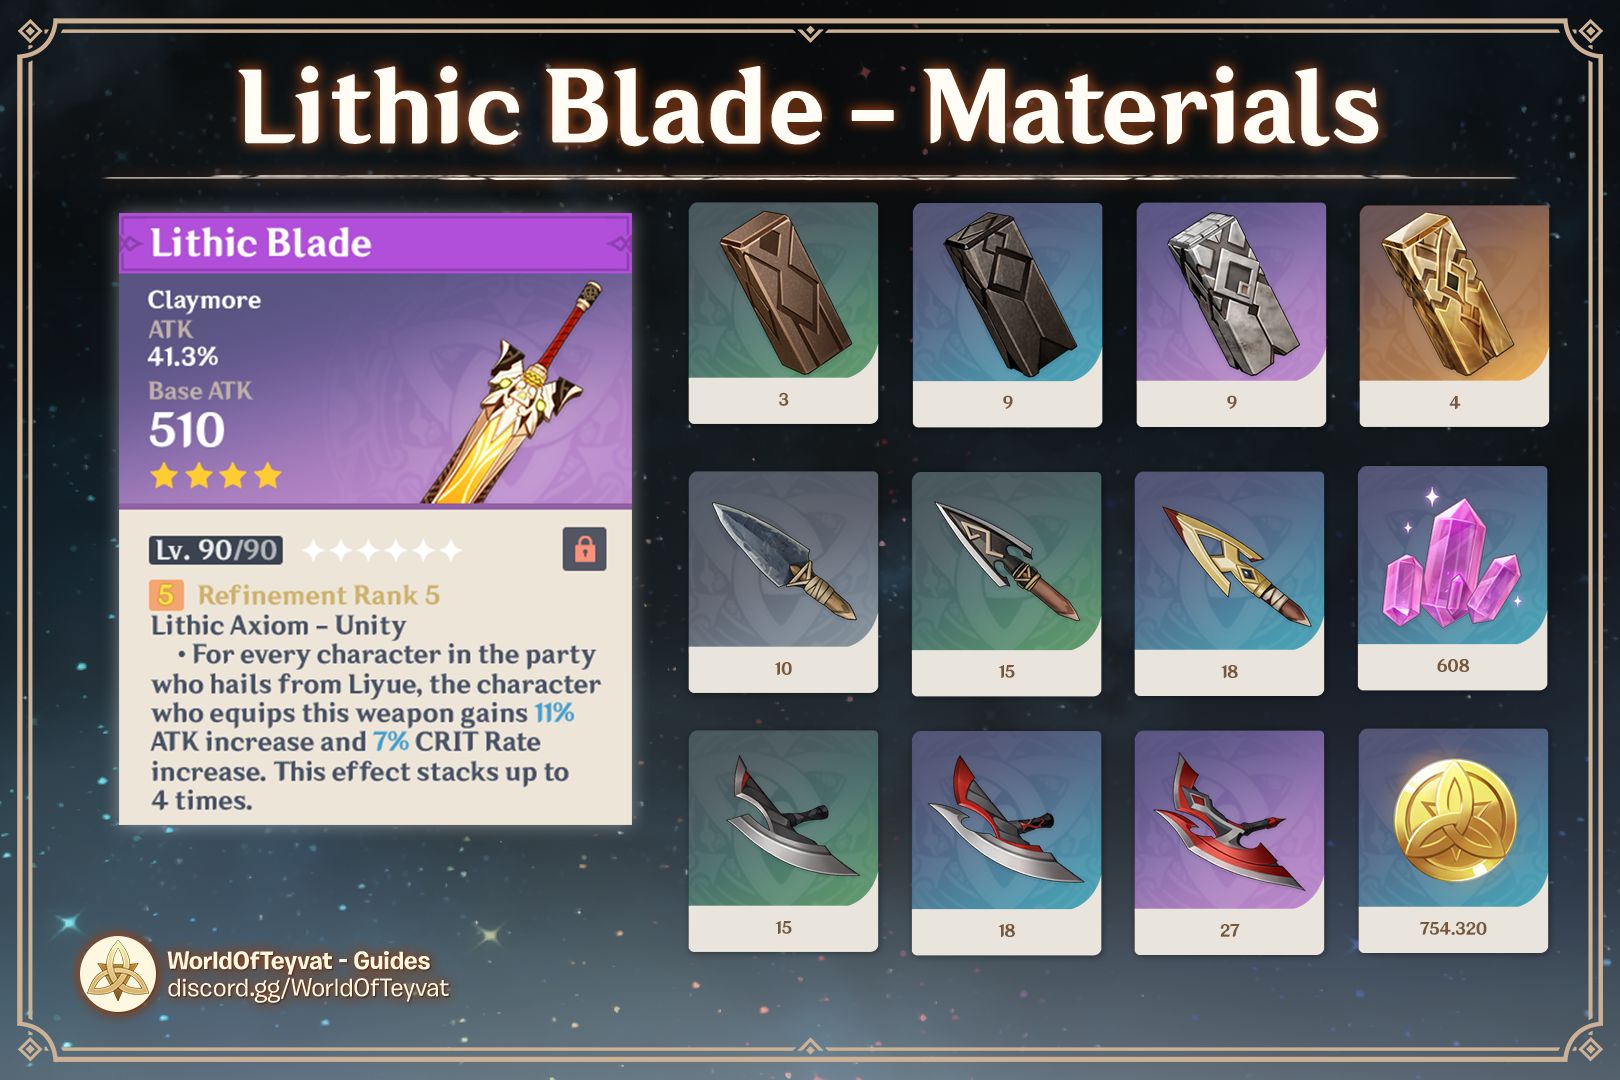 Lithic Blade - Materials
Lithic Blade
Claymore
ATK
41.3%
Base ATK
510
Lv. 90/90
5 Refinement Rank 5
Lithic Axiom - Unity
• For every character in the party
who hails from Liyue, the character
who equips this weapon gains 11%
ATK increase and 7% CRIT Rate
increase. This effect stacks up to
4 times.
3
9
9
4
10
15
18
608
15
18
27
754.320
WorldOfTeyvat - Guides
discord.gg/WorldOfTeyvat